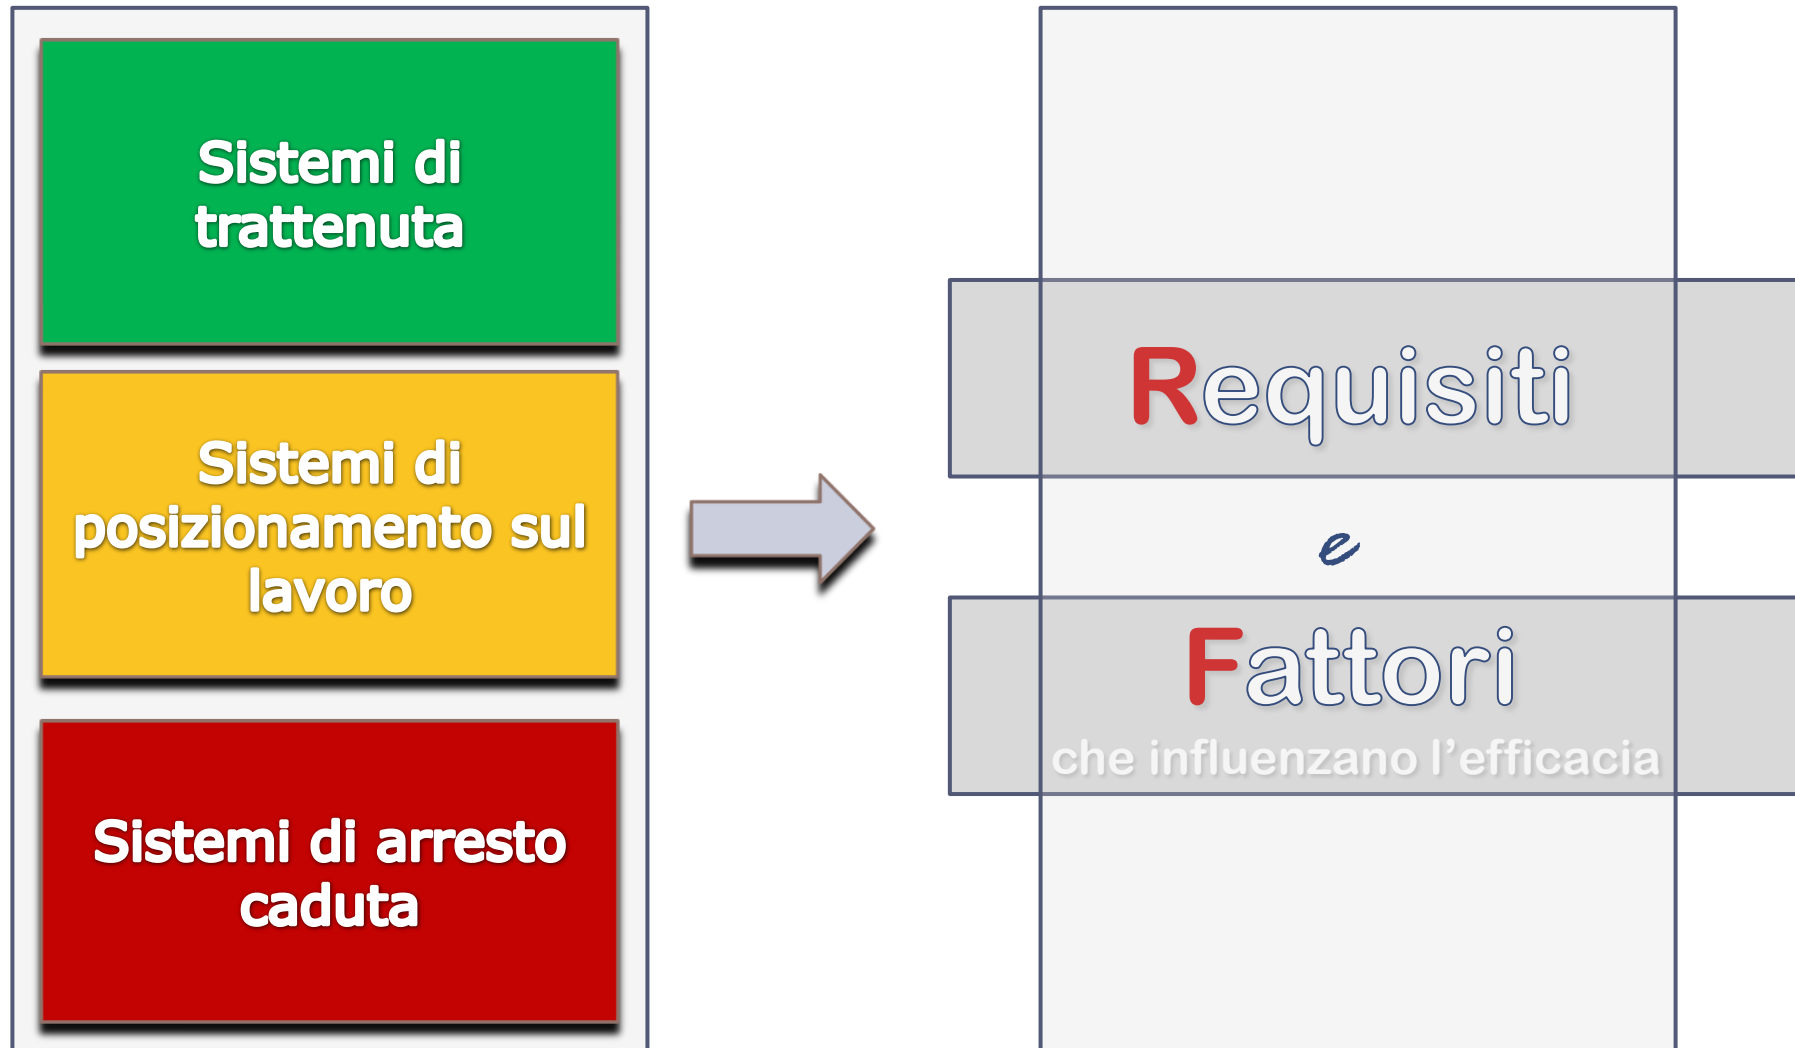 Sistemi di
trattenuta
Sistemi di
posizionamento sul
lavoro
Sistemi di arresto
caduta
Requisiti
e
Fattori
che influenzano l’efficacia